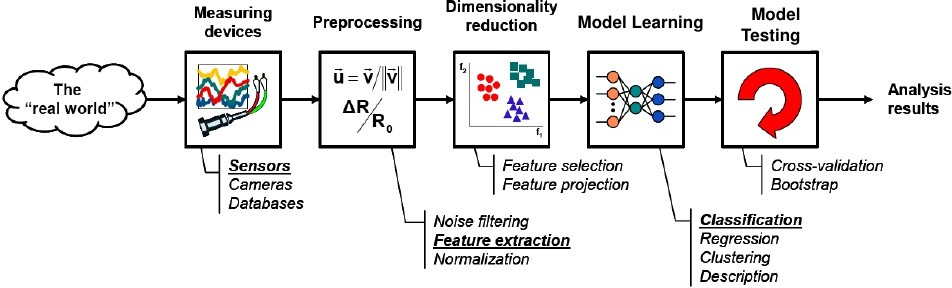 The
“real world”
Measuring
devices
Sensors
Cameras
Databases
Preprocessing
u⃗ = v⃗/‖v⃗‖
ΔR/R₀
Noise filtering
Feature extraction
Normalization
Dimensionality
reduction
f₂
f₁
Feature selection
Feature projection
Model Learning
Classification
Regression
Clustering
Description
Model
Testing
Cross-validation
Bootstrap
Analysis
results